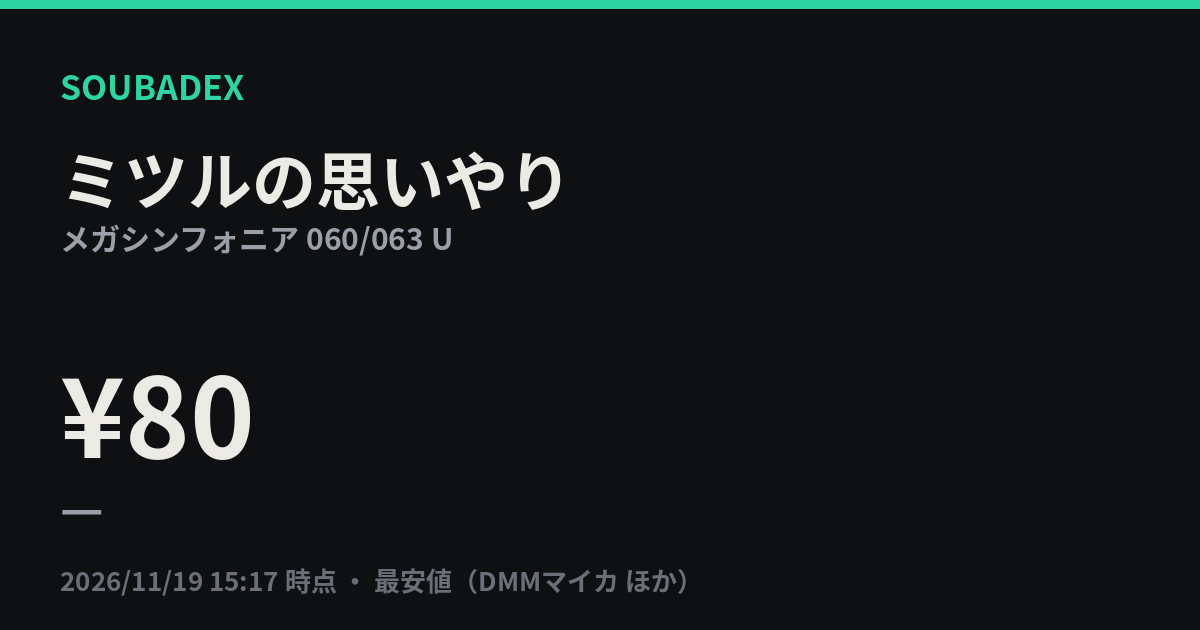 SOUBADEX
ミツルの思いやり
メガシンフォニア 060/063 U
¥80
—
2026/11/19 15:17 時点 ・ 最安値（DMMマイカ ほか）